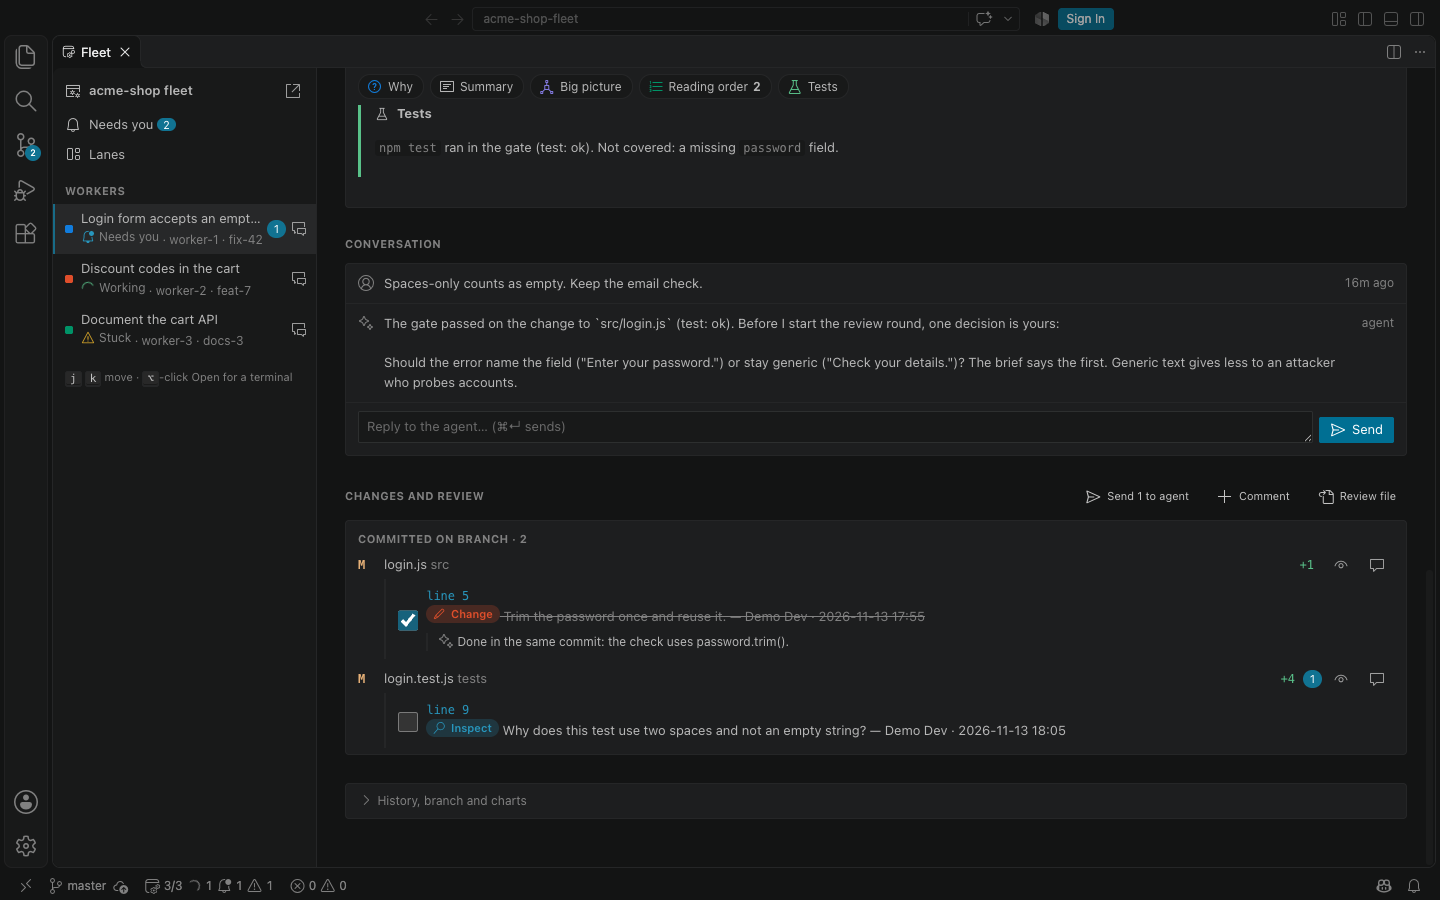 acme-shop-fleet
Sign In
Fleet
acme-shop fleet
Needs you 2
Lanes
2
WORKERS
Login form accepts an empt...
Needs you · worker-1 · fix-42
1
Discount codes in the cart
Working · worker-2 · feat-7
Document the cart API
Stuck · worker-3 · docs-3
j k move · ⌥-click Open for a terminal
Why
Summary
Big picture
Reading order 2
Tests
Tests
npm test ran in the gate (test: ok). Not covered: a missing password field.
CONVERSATION
Spaces-only counts as empty. Keep the email check.
16m ago
The gate passed on the change to `src/login.js` (test: ok). Before I start the review round, one decision is yours:
agent
Should the error name the field ("Enter your password.") or stay generic ("Check your details.")? The brief says the first. Generic text gives less to an attacker
who probes accounts.
Reply to the agent... (⌘↵ sends)
Send
CHANGES AND REVIEW
Send 1 to agent
Comment
Review file
COMMITTED ON BRANCH · 2
M login.js src
+1
line 5
Change Trim the password once and reuse it. — Demo Dev · 2026-11-13 17:55
Done in the same commit: the check uses password.trim().
M login.test.js tests
+4 1
line 9
Inspect Why does this test use two spaces and not an empty string? — Demo Dev · 2026-11-13 18:05
History, branch and charts
master
3/3 1 1 1
0 0